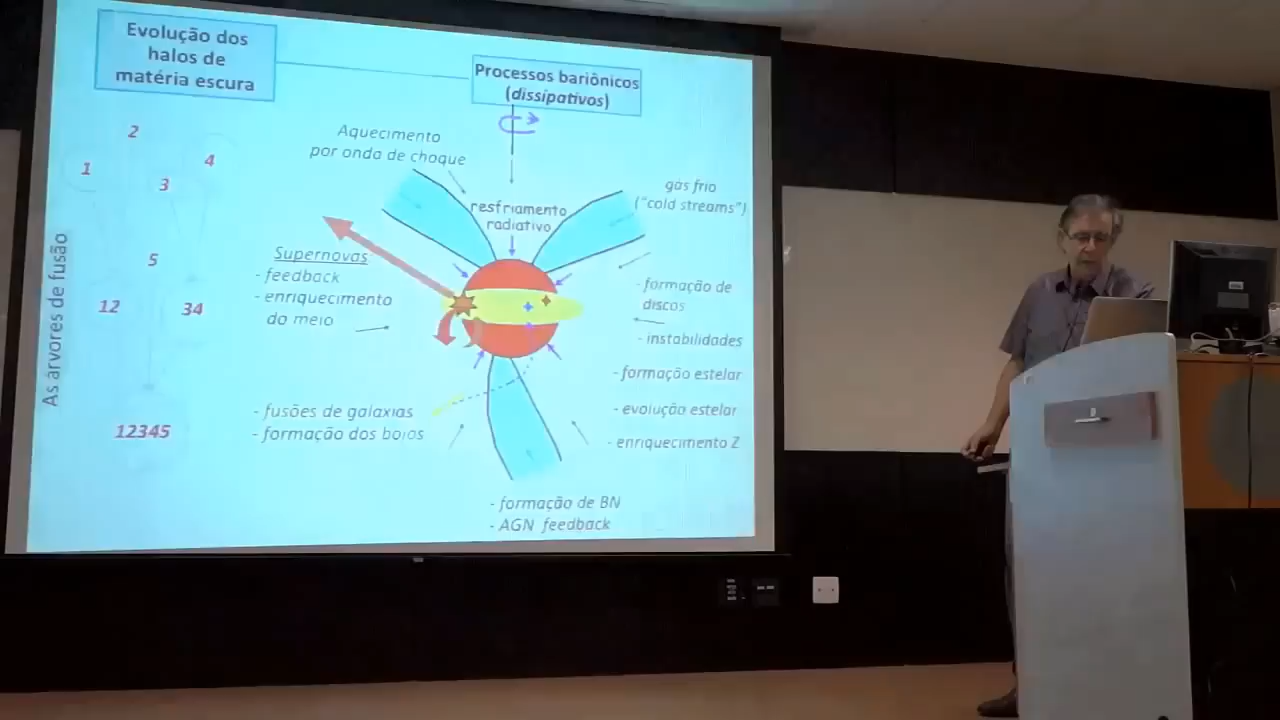 Evolução dos
halos de
matéria escura
Processos bariônicos
(dissipativos)
Aquecimento
por onda de choque
gás frio
("cold streams")
resfriamento
radiativo
2
1
4
3
5
12
34
12345
As arvores de fusão
Supernovas
- feedback
- enriquecimento
do meio
- formação de
discos
- instabilidades
- formação estelar
- evolução estelar
- enriquecimento Z
- fusões de galaxias
- formação dos bojos
- formação de BN
- AGN feedback